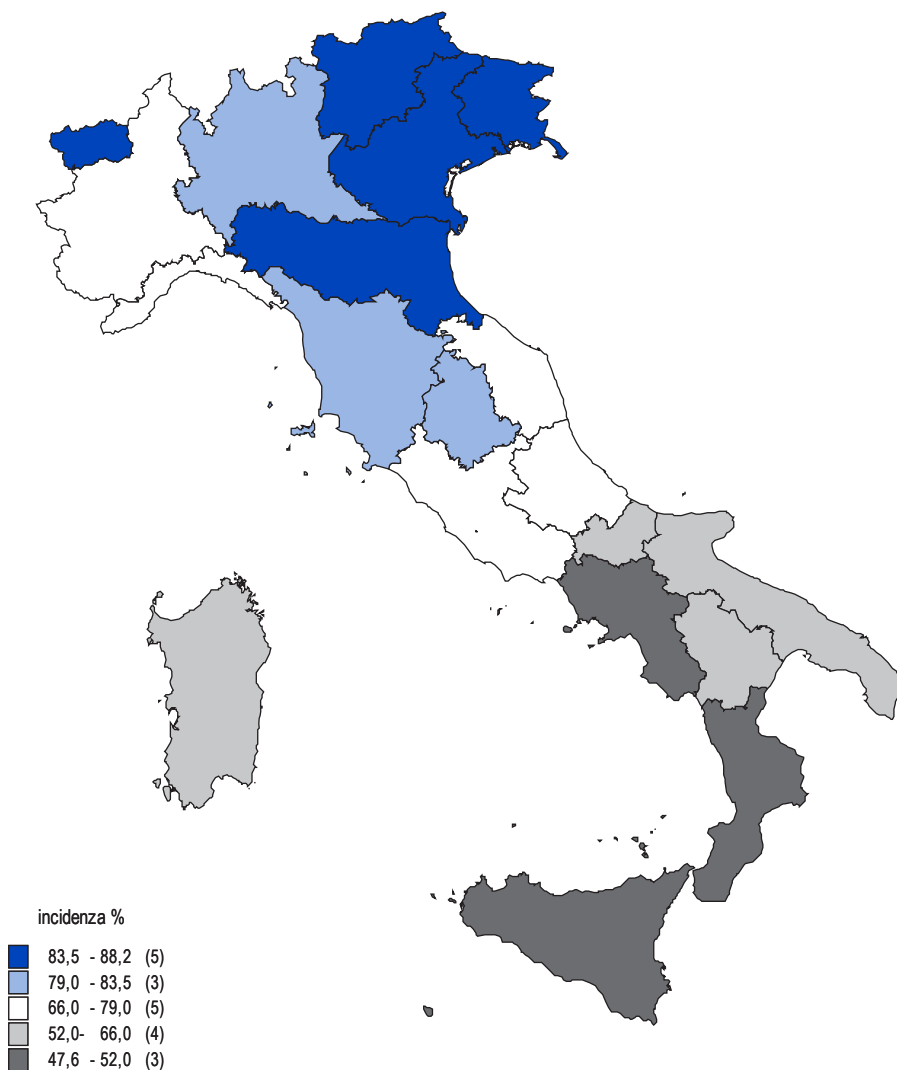 incidenza %
83,5 - 88,2 (5)
79,0 - 83,5 (3)
66,0 - 79,0 (5)
52,0- 66,0 (4)
47,6 - 52,0 (3)